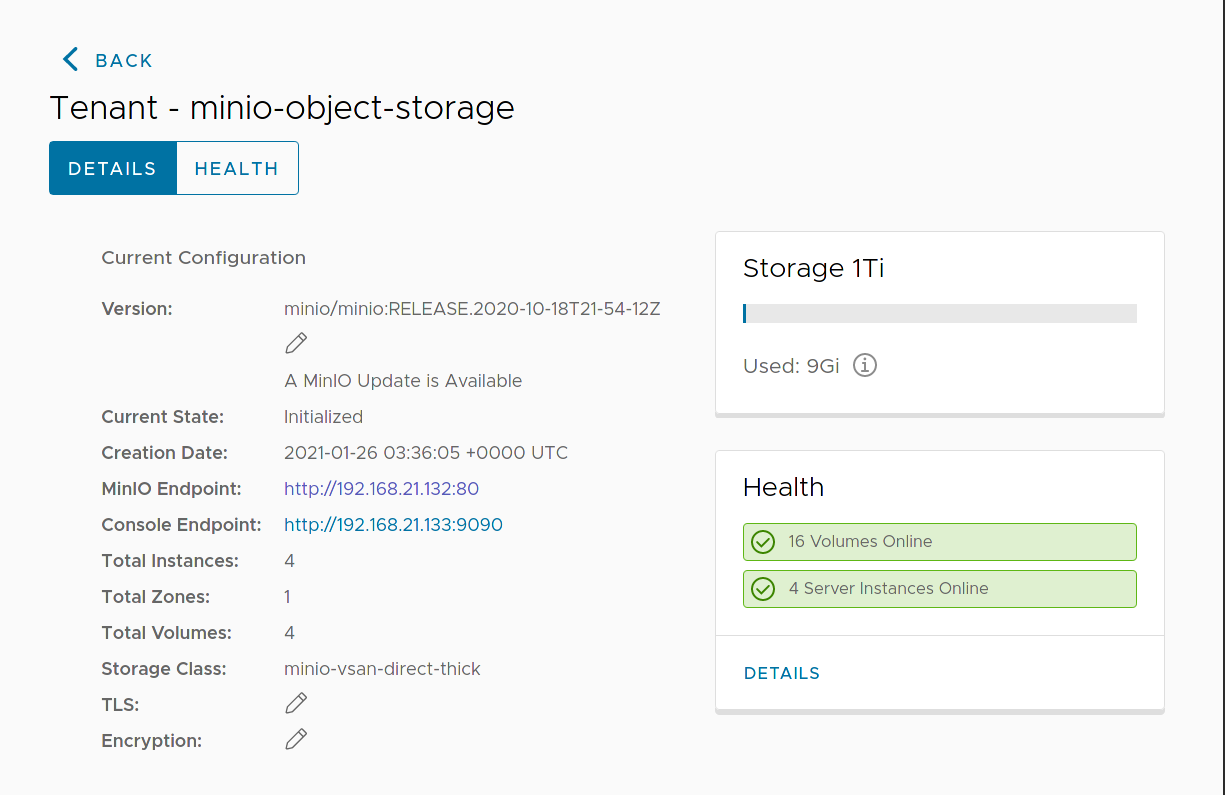 BACK
Tenant - minio-object-storage
DETAILS HEALTH
Current Configuration
Version: minio/minio:RELEASE.2020-10-18T21-54-12Z
A MinIO Update is Available
Current State: Initialized
Creation Date: 2021-01-26 03:36:05 +0000 UTC
MinIO Endpoint: http://192.168.21.132:80
Console Endpoint: http://192.168.21.133:9090
Total Instances: 4
Total Zones: 1
Total Volumes: 4
Storage Class: minio-vsan-direct-thick
TLS:
Encryption:
Storage 1Ti
Used: 9Gi
Health
16 Volumes Online
4 Server Instances Online
DETAILS